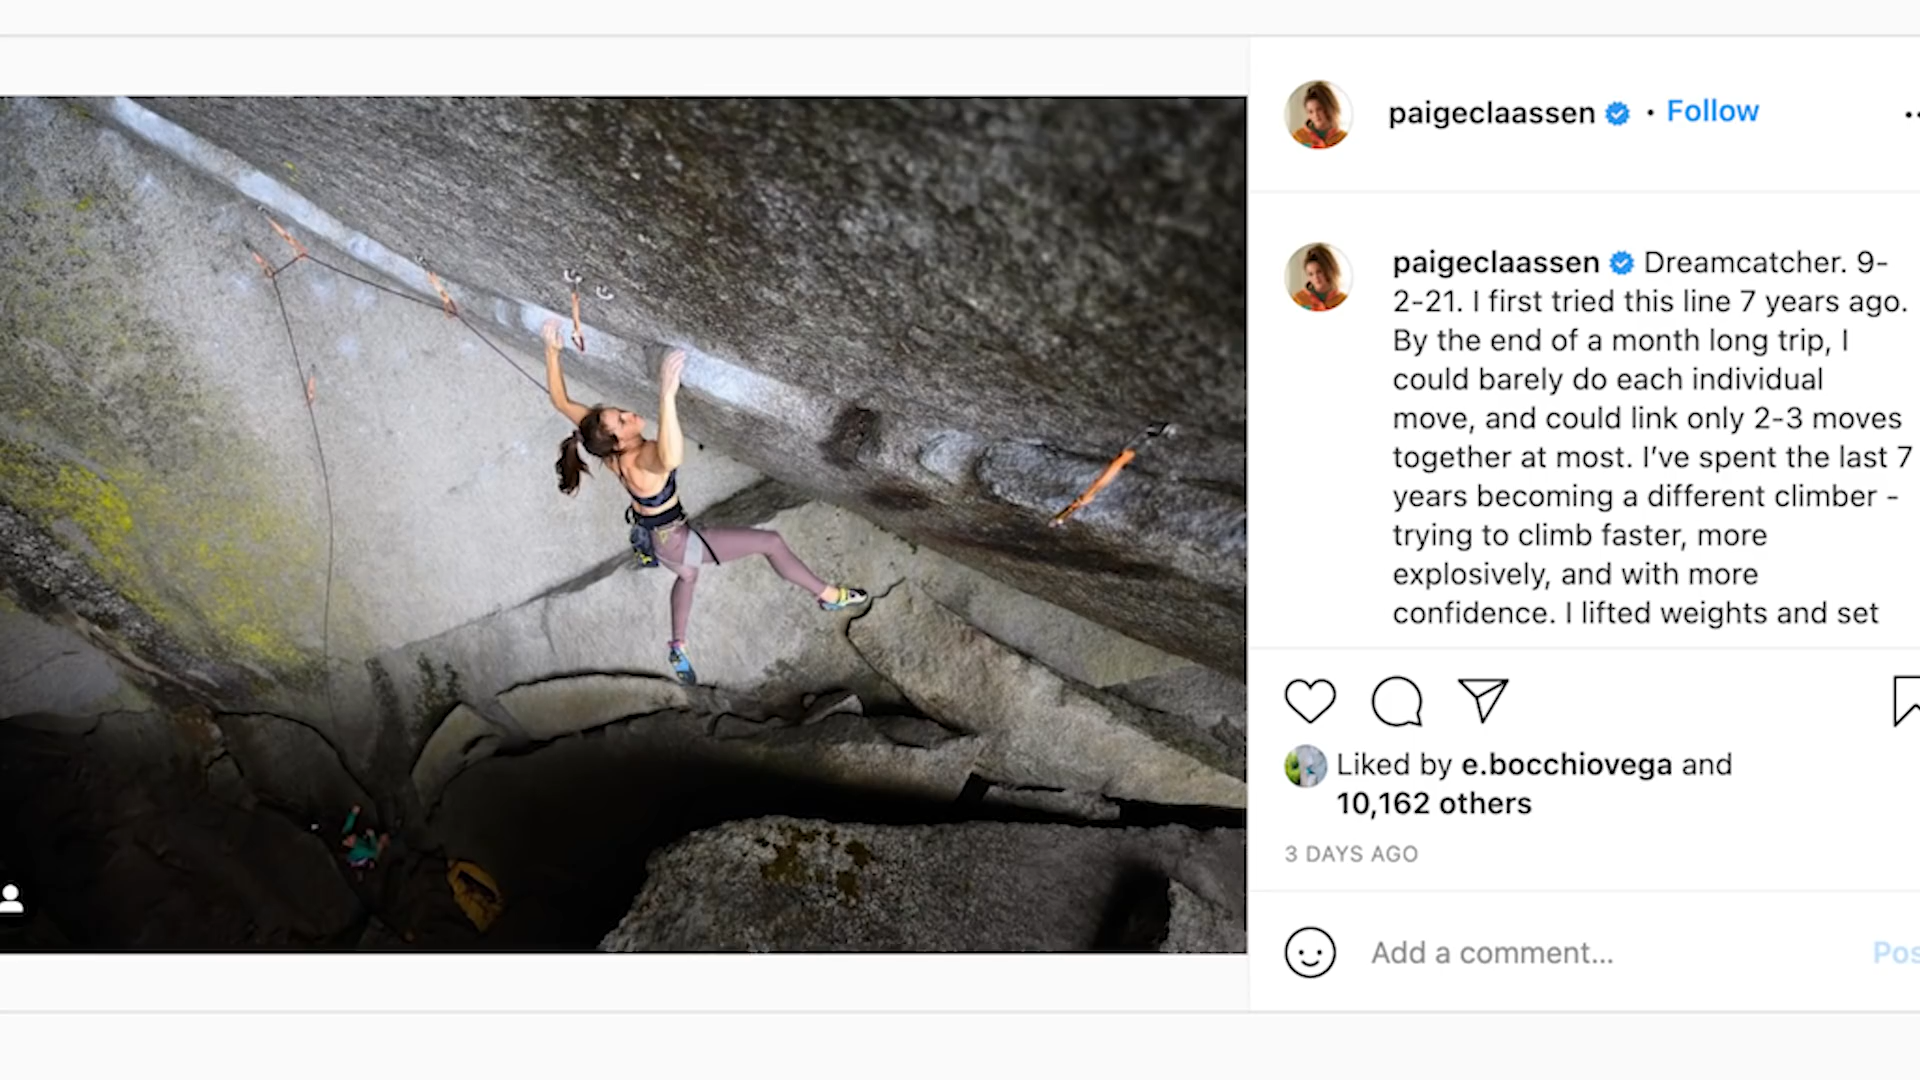 paigeclaassen • Follow
paigeclaassen Dreamcatcher. 9-
2-21. I first tried this line 7 years ago.
By the end of a month long trip, I
could barely do each individual
move, and could link only 2-3 moves
together at most. I’ve spent the last 7
years becoming a different climber -
trying to climb faster, more
explosively, and with more
confidence. I lifted weights and set
Liked by e.bocchiovega and
10,162 others
3 DAYS AGO
Add a comment...
Pos